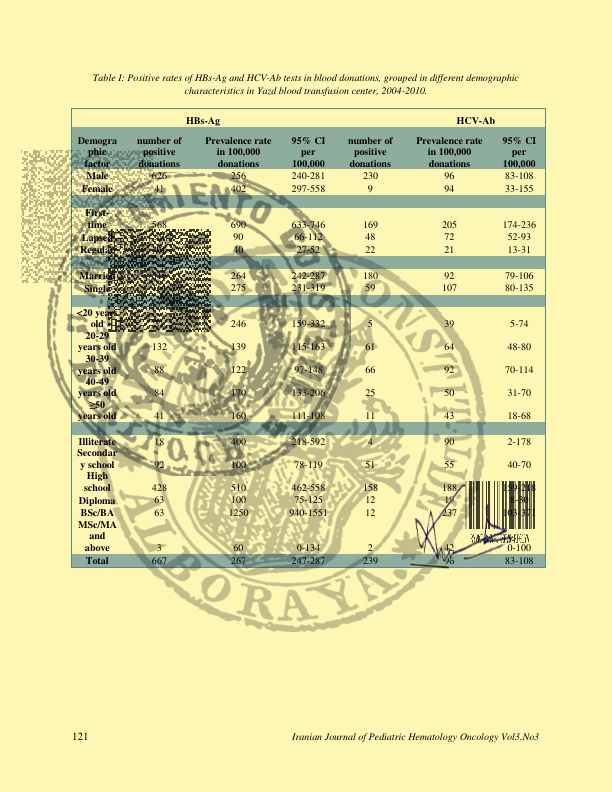 Table I: Positive rates of HBs-Ag and HCV-Ab tests in blood donations, grouped in different demographic
characteristics in Yazd blood transfusion center, 2004-2010.
HBs-Ag HCV-Ab
Demogra number of Prevalence rate 95% CI number of Prevalence rate 95% CI
phic positive in 100,000 per positive in 100,000 per
factor donations donations 100,000 donations donations 100,000
Male 626 256 240-281 230 96 83-108
Female 41 402 297-558 9 94 33-155
First-
time 568 690 633-746 169 205 174-236
Lapsed 90 66-112 48 72 52-93
Regular 40 27-52 22 21 13-31
Married 264 242-287 180 92 79-106
Single 275 231-319 59 107 80-135
<20 years
old 246 159-332 5 39 5-74
20-29
years old 132 139 115-163 61 64 48-80
30-39
years old 88 122 97-148 66 92 70-114
40-49
years old 84 170 133-206 25 50 31-70
≥50
years old 41 160 111-108 11 43 18-68
Illiterate 18 400 218-592 4 90 2-178
Secondar
y school 92 100 78-119 51 55 40-70
High
school 428 510 462-558 158 188
Diploma 63 100 75-125 12 19
BSc/BA 63 1250 940-1551 12 237
MSc/MA
and
above 3 60 0-134 2 42 0-100
Total 667 267 247-287 239 96 83-108
ALBORAYA
121 Iranian Journal of Pediatric Hematology Oncology Vol3.No3